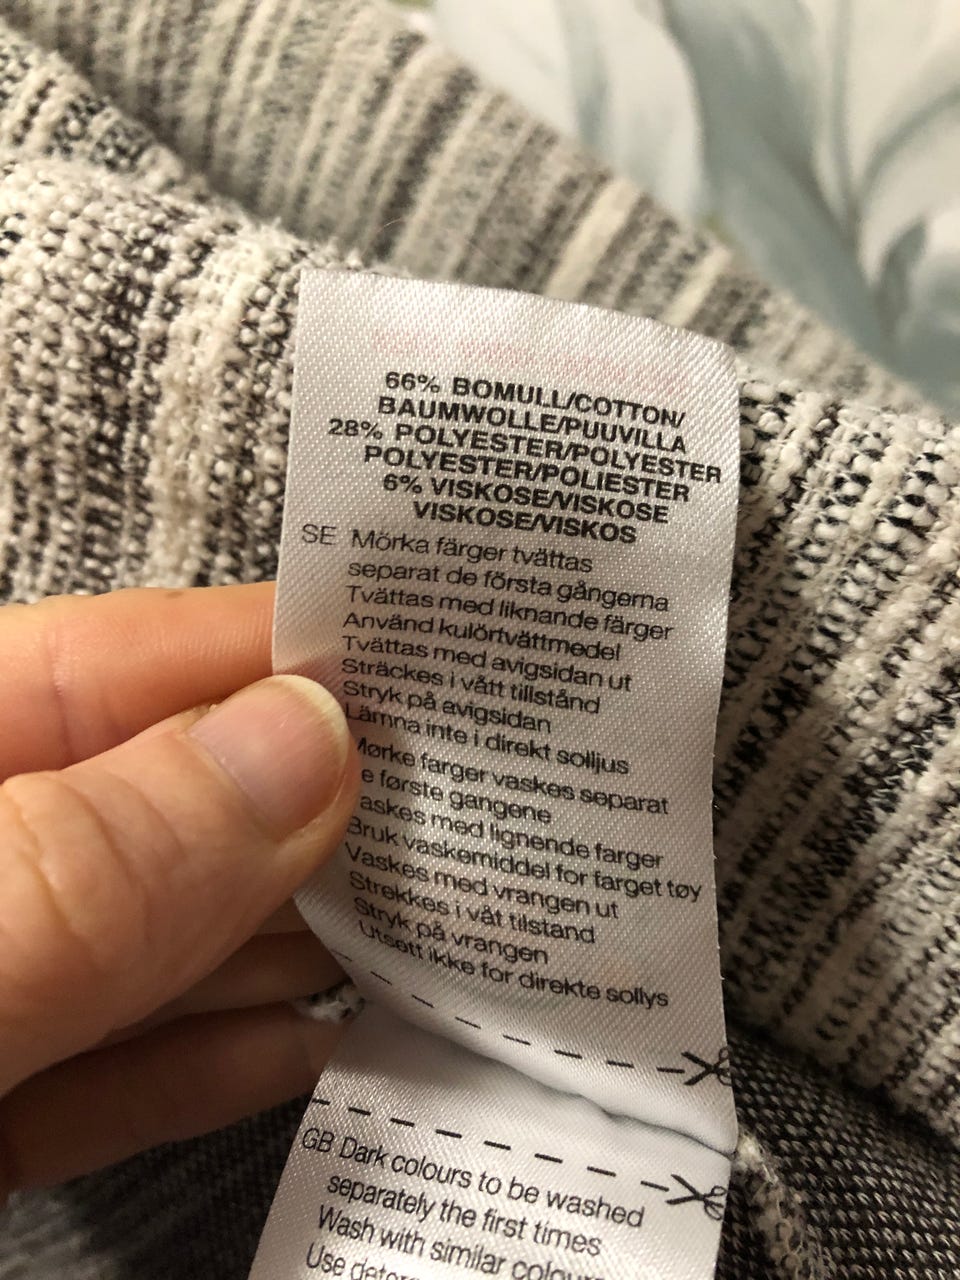 66% BOMULL/COTTON/
BAUMWOLLE/PUUVILLA
28% POLYESTER/POLYESTER
POLYESTER/POLIESTER
6% VISKOSE/VISKOSE
VISKOSE/VISKOS
SE Mörka färger tvättas
separat de första gångerna
Tvättas med liknande färger
Använd kulörtvättmedel
Tvättas med avigsidan ut
Sträckes i vått tillstånd
Stryk på avigsidan
Lämna inte i direkt solljus
Mørke farger vaskes separat
e første gangene
askes med lignende farger
Bruk vaskemiddel for farget tøy
Vaskes med vrangen ut
Strekkes i våt tilstand
Stryk på vrangen
Utsett ikke for direkte sollys
GB Dark colours to be washed
separately the first times
Wash with similar colour
Use deter